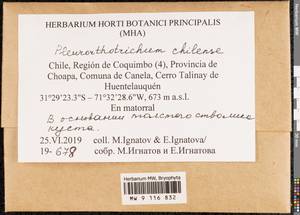 HERBARIUM HORTI BOTANICI PRINCIPALIS
(MHA)
Pleurorthotrichum chilense
Chile, Región de Coquimbo (4), Provincia de
Choapa, Comuna de Canela, Cerro Talinay de
Huentelauquén
31°29'23.3"S – 71°32'28.6"W, 673 m a.s.l.
En matorral
В основании толстого стволика
куста.
25.VI.2019 coll. M.Ignatov & E.Ignatova/
19-678 собр. М.Игнатов и Е.Игнатова
Herbarium MW, Bryophyta
MW 9 116 832